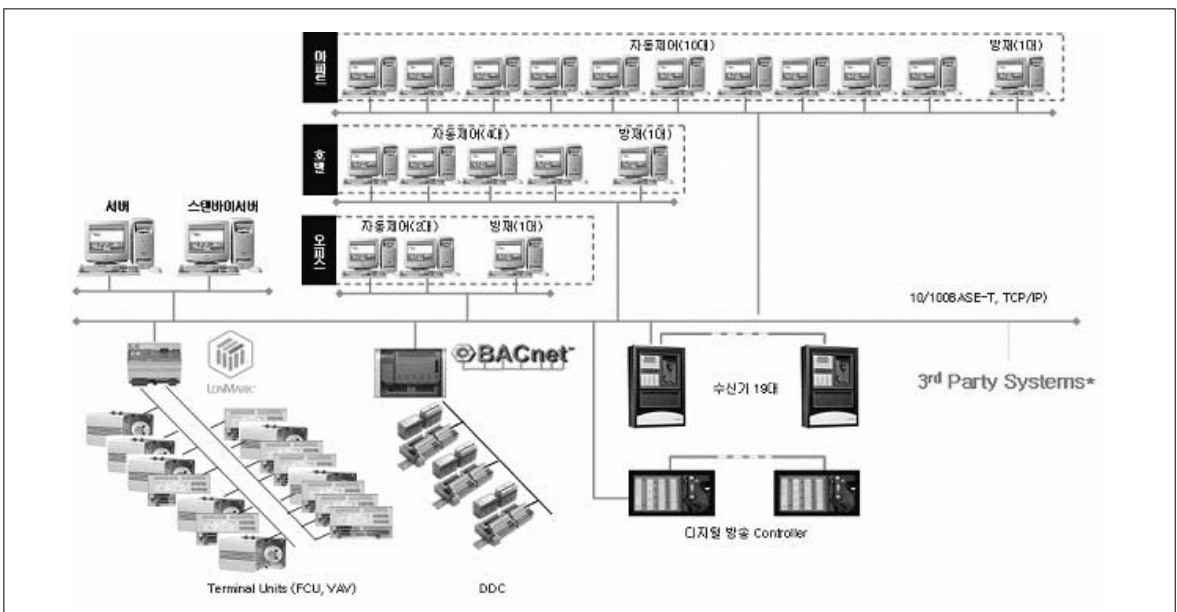 아파트
자동제어(10대)
방재(1대)
호텔
자동제어(4대)
방재(1대)
서버
스탠바이서버
오피스
자동제어(2대)
방재(1대)
10/100BASE-T, TCP/IP)
LONMARK
BACnet
수신기 19대
3rd Party Systems*
디지털 방송 Controller
Terminal Units (FCU, VAV)
DDC